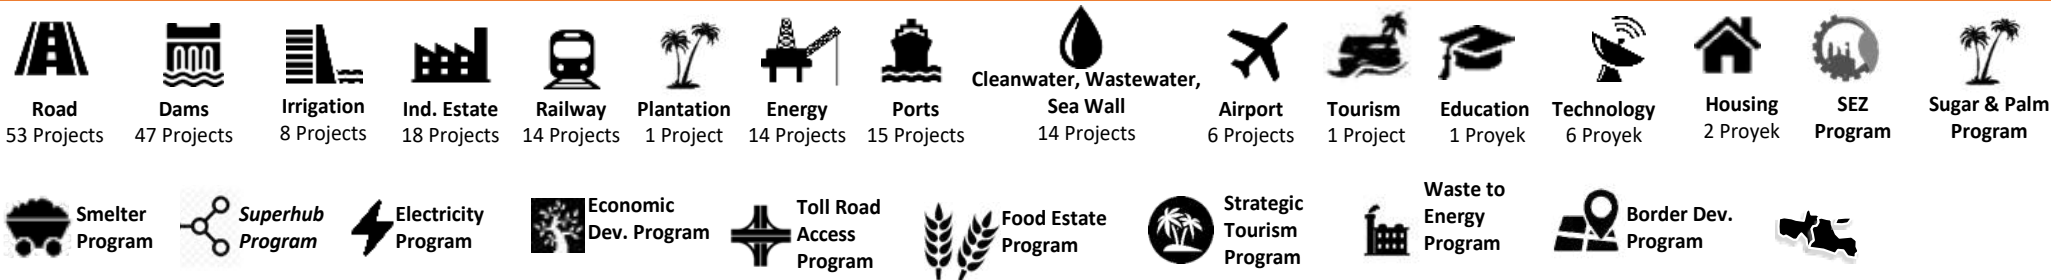 Road
53 Projects
Dams
47 Projects
Irrigation
8 Projects
Ind. Estate
18 Projects
Railway
14 Projects
Plantation
1 Project
Energy
14 Projects
Ports
15 Projects
Cleanwater, Wastewater,
Sea Wall
14 Projects
Airport
6 Projects
Tourism
1 Project
Education
1 Proyek
Technology
6 Proyek
Housing
2 Proyek
SEZ
Program
Sugar & Palm
Program
Smelter
Program
Superhub
Program
Electricity
Program
Economic
Dev. Program
Toll Road
Access
Program
Food Estate
Program
Strategic
Tourism
Program
Waste to
Energy
Program
Border Dev.
Program